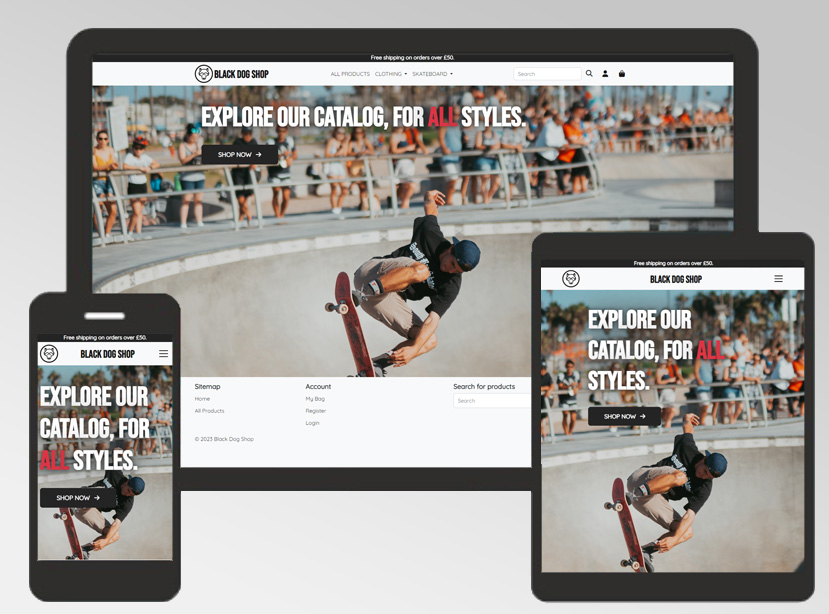 Free shipping on orders over £50.
BLACK DOG SHOP
ALL PRODUCTS CLOTHING SKATEBOARD
Search
EXPLORE OUR CATALOG, FOR ALL STYLES.
SHOP NOW →
Sitemap
Home
All Products
Account
My Bag
Register
Login
Search for products
Search
© 2023 Black Dog Shop
Free shipping on orders over £50.
BLACK DOG SHOP
EXPLORE OUR
CATALOG, FOR
ALL STYLES.
SHOP NOW →
Free shipping on orders over £50.
BLACK DOG SHOP
EXPLORE OUR
CATALOG, FOR ALL
STYLES.
SHOP NOW →